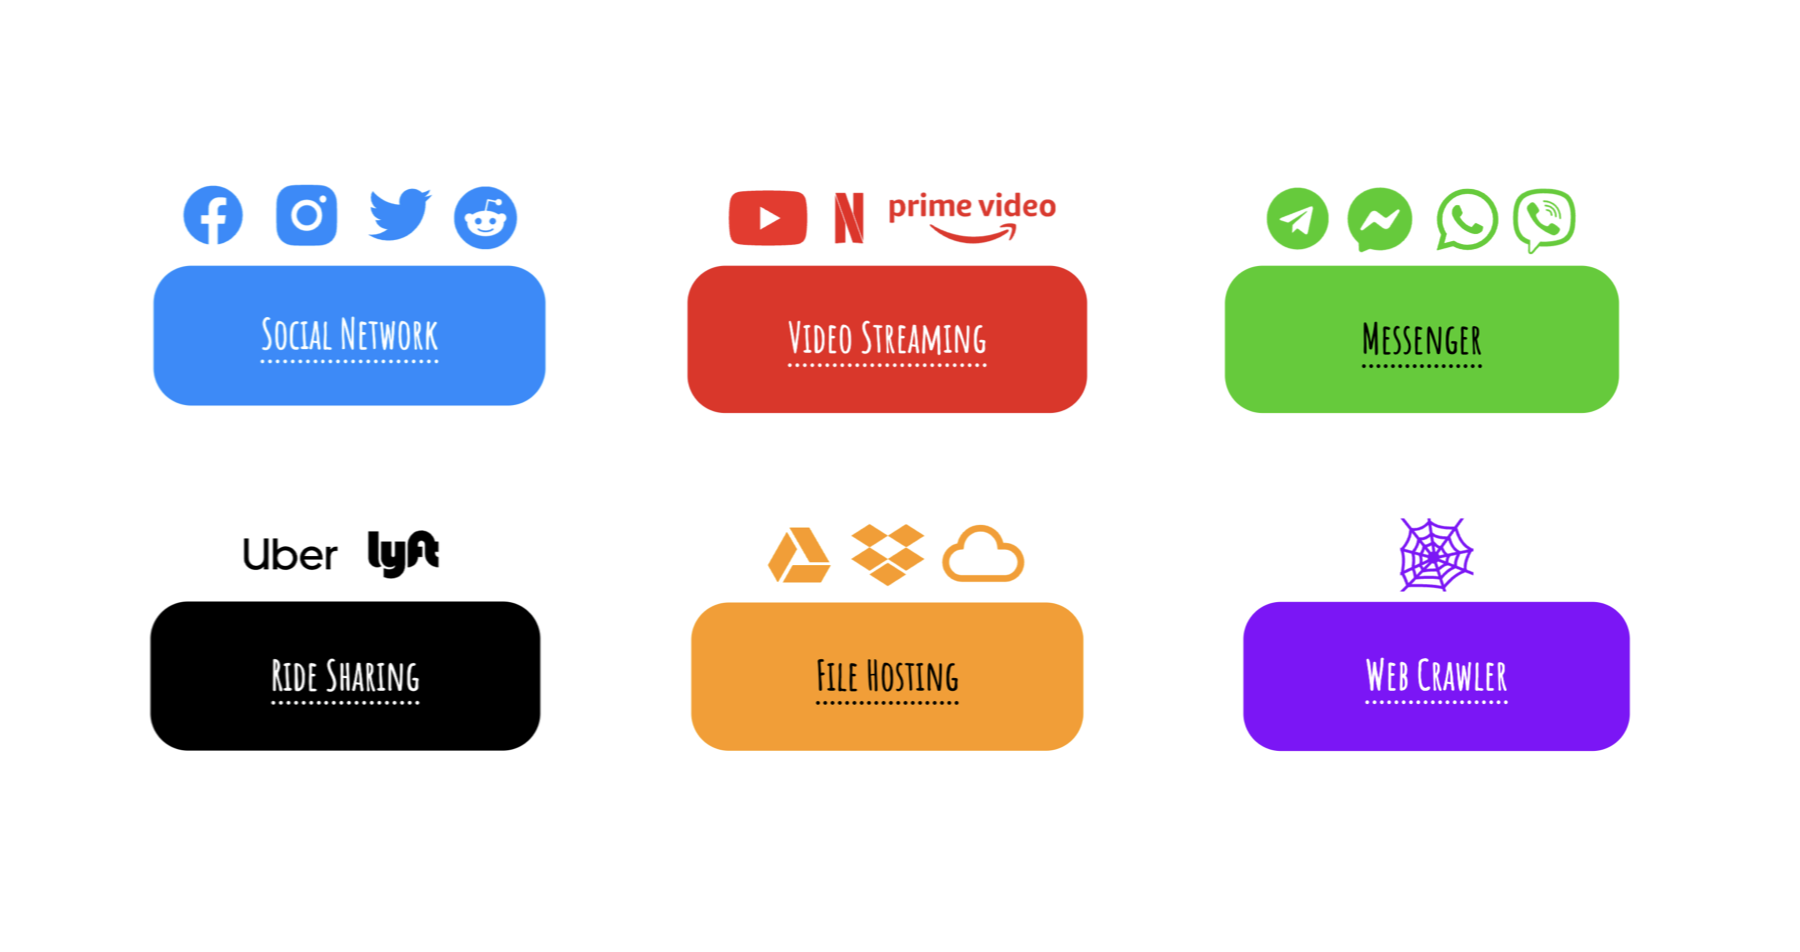 prime video
Social Network
Video Streaming
Messenger
Uber
lyft
Ride Sharing
File Hosting
Web Crawler